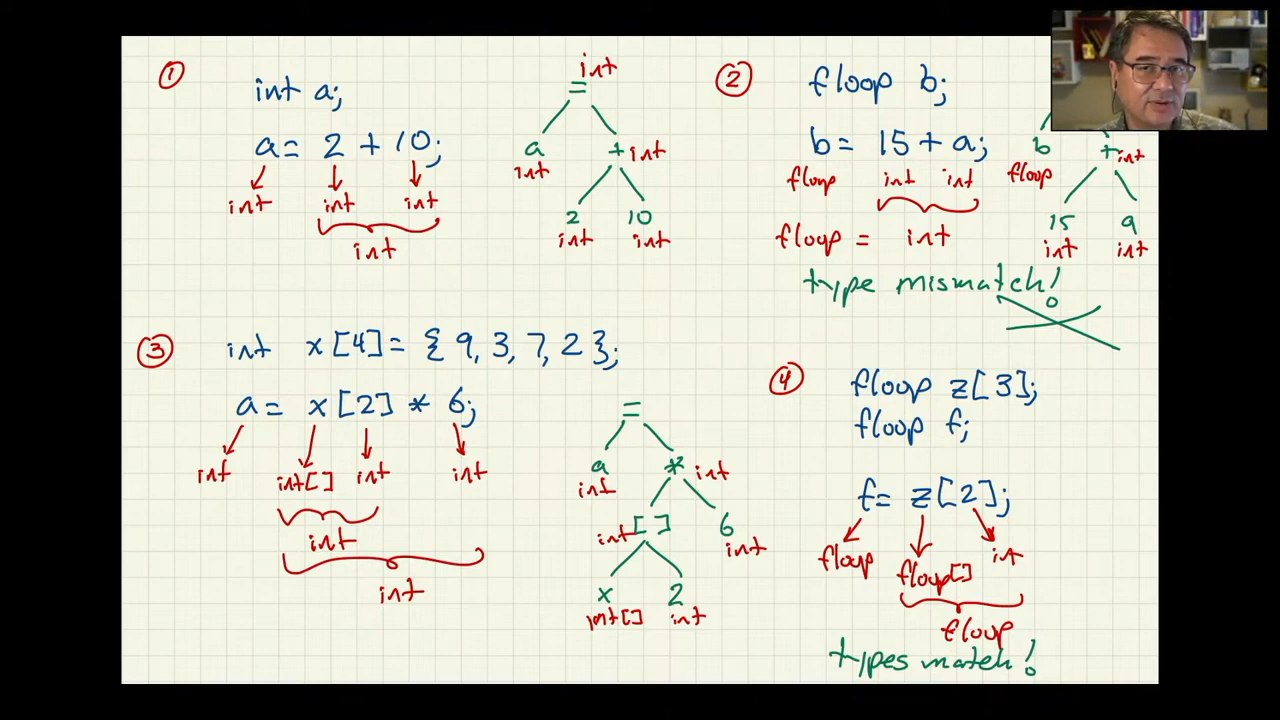 ①
int a;
a = 2 + 10;
int int int
int
int
=
a + int
int
2 10
int int
②
floop b;
b = 15 + a;
floop int int
floop = int
type mismatch!
b + int
floop
15 a
int int
③
int x[4] = { 9, 3, 7, 2 };
a = x[2] * 6;
int int[] int int
int
int
=
a * int
int
int [ ] 6
int
x 2
int[] int
④
floop z[3];
floop f;
f = z[2];
floop floop[] int
floop
types match!